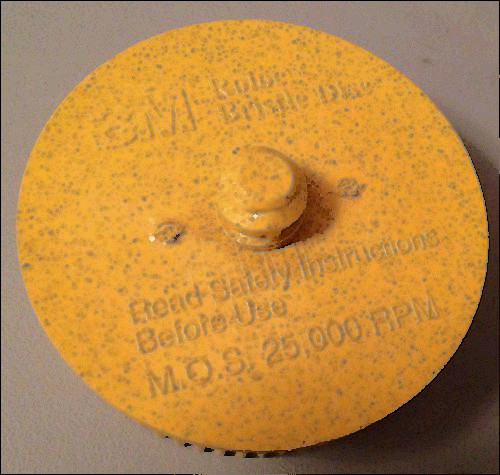 3M Roloc
Bristle Disc
Read Safety Instructions
Before Use
M.O.S. 25,000 RPM